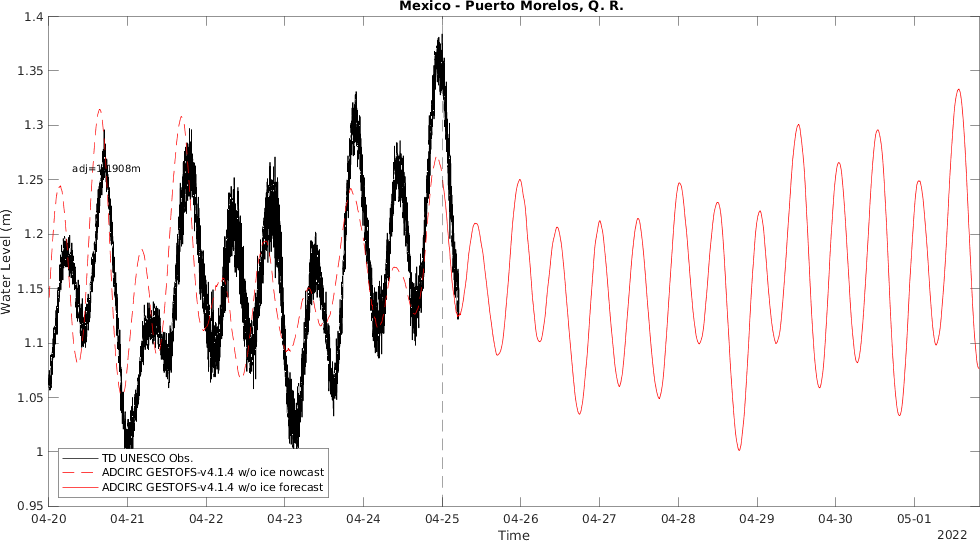 Mexico - Puerto Morelos, Q. R.
1.4
1.35
1.3
1.25
1.2
1.15
1.1
1.05
1
0.95
Water Level (m)
adj=1.1908m
TD UNESCO Obs.
ADCIRC GESTOFS-v4.1.4 w/o ice nowcast
ADCIRC GESTOFS-v4.1.4 w/o ice forecast
04-20 04-21 04-22 04-23 04-24 04-25 04-26 04-27 04-28 04-29 04-30 05-01
Time
2022